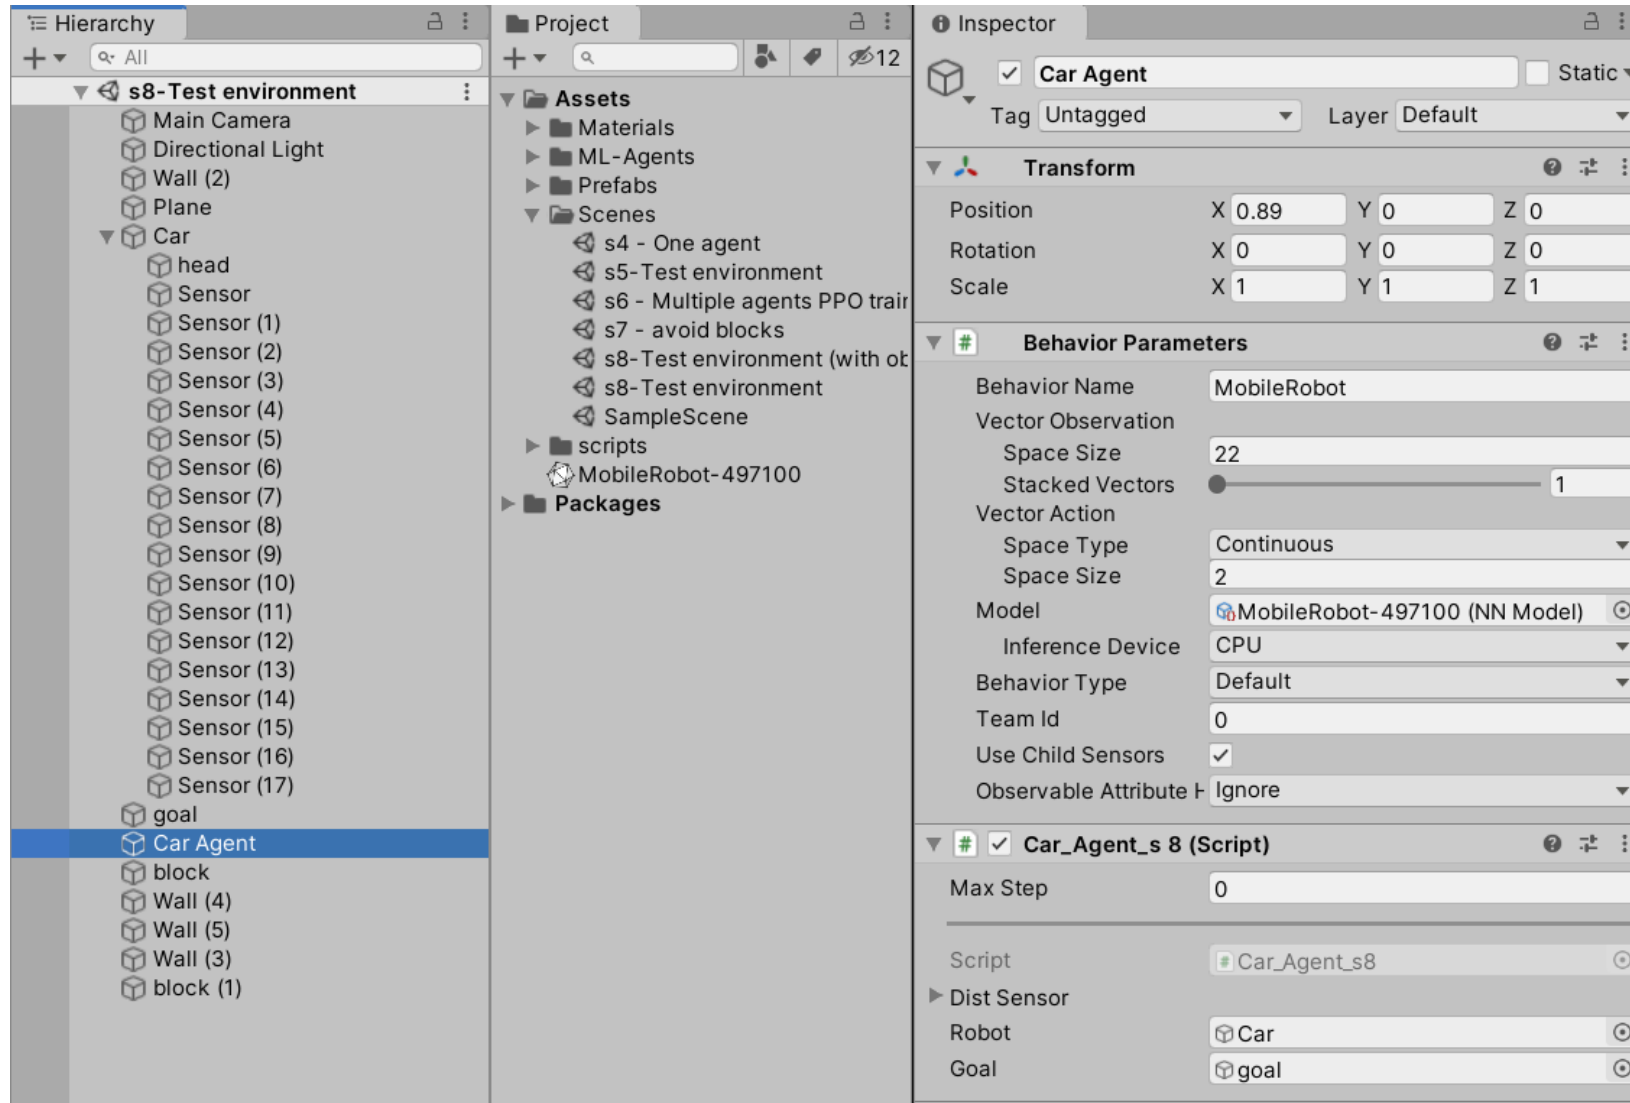 Hierarchy
All
s8-Test environment
Main Camera
Directional Light
Wall (2)
Plane
Car
head
Sensor
Sensor (1)
Sensor (2)
Sensor (3)
Sensor (4)
Sensor (5)
Sensor (6)
Sensor (7)
Sensor (8)
Sensor (9)
Sensor (10)
Sensor (11)
Sensor (12)
Sensor (13)
Sensor (14)
Sensor (15)
Sensor (16)
Sensor (17)
goal
Car Agent
block
Wall (4)
Wall (5)
Wall (3)
block (1)
Project
12
Assets
Materials
ML-Agents
Prefabs
Scenes
s4 - One agent
s5-Test environment
s6 - Multiple agents PPO train
s7 - avoid blocks
s8-Test environment (with ob
s8-Test environment
SampleScene
scripts
MobileRobot-497100
Packages
Inspector
Car Agent Static
Tag Untagged Layer Default
Transform
Position X 0.89 Y 0 Z 0
Rotation X 0 Y 0 Z 0
Scale X 1 Y 1 Z 1
# Behavior Parameters
Behavior Name MobileRobot
Vector Observation
Space Size 22
Stacked Vectors 1
Vector Action
Space Type Continuous
Space Size 2
Model MobileRobot-497100 (NN Model)
Inference Device CPU
Behavior Type Default
Team Id 0
Use Child Sensors
Observable Attribute H Ignore
# Car_Agent_s 8 (Script)
Max Step 0
Script # Car_Agent_s8
Dist Sensor
Robot Car
Goal goal